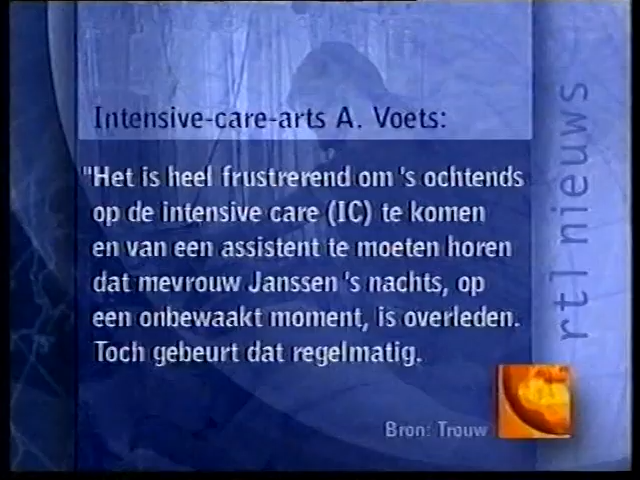 Intensive-care-arts A. Voets:
"Het is heel frustrerend om 's ochtends
op de intensive care (IC) te komen
en van een assistent te moeten horen
dat mevrouw Janssen 's nachts, op
een onbewaakt moment, is overleden.
Toch gebeurt dat regelmatig.
Bron: Trouw
rtl nieuws